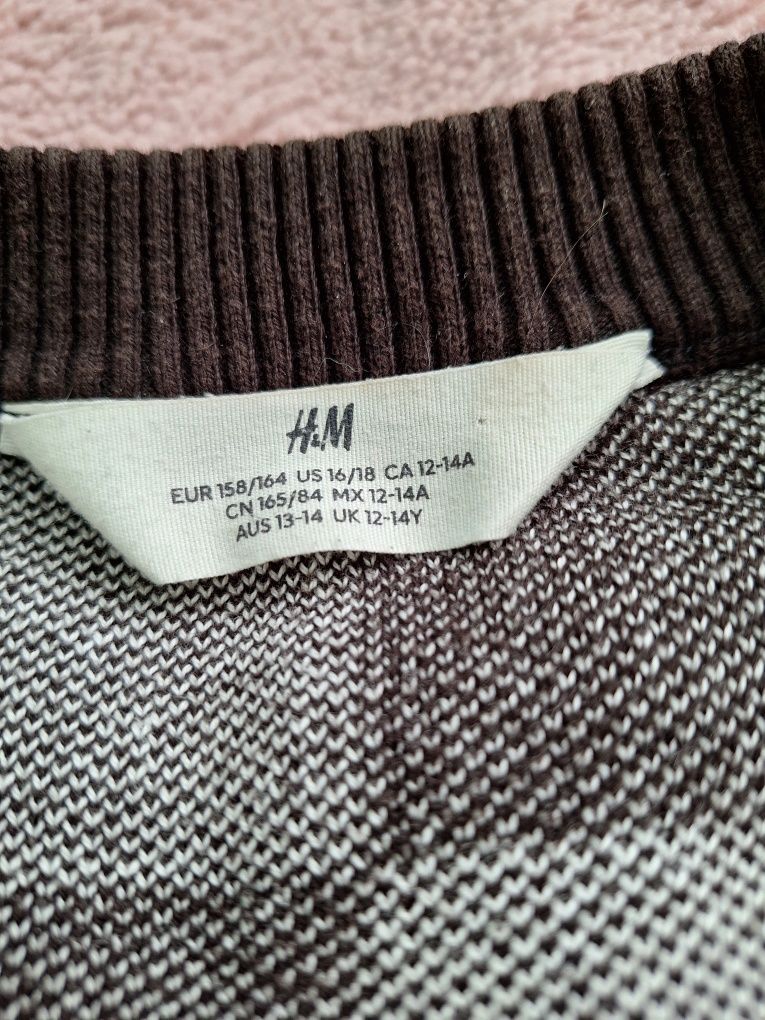 H&M
EUR 158/164 US 16/18 CA 12-14A
CN 165/84 MX 12-14A
AUS 13-14 UK 12-14Y